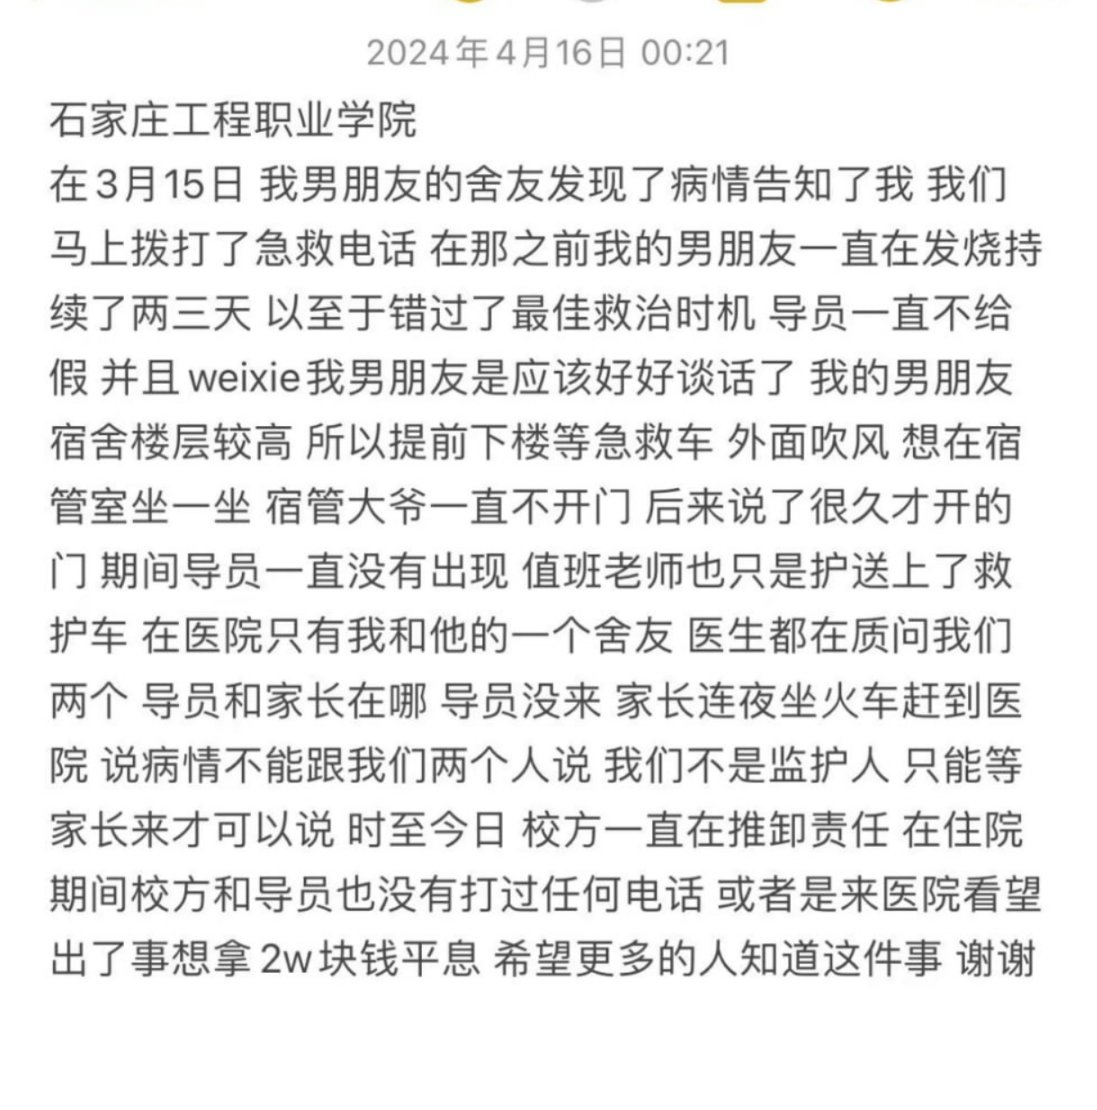 2024年4月16日 00:21
石家庄工程职业学院
在3月15日 我男朋友的舍友发现了病情告知了我 我们
马上拨打了急救电话 在那之前我的男朋友一直在发烧持
续了两三天 以至于错过了最佳救治时机 导员一直不给
假 并且weixie我男朋友是应该好好谈话了 我的男朋友
宿舍楼层较高 所以提前下楼等急救车 外面吹风 想在宿
管室坐一坐 宿管大爷一直不开门 后来说了很久才开的
门 期间导员一直没有出现 值班老师也只是护送上了救
护车 在医院只有我和他的一个舍友 医生都在质问我们
两个 导员和家长在哪 导员没来 家长连夜坐火车赶到医
院 说病情不能跟我们两个人说 我们不是监护人 只能等
家长来才可以说 时至今日 校方一直在推卸责任 在住院
期间校方和导员也没有打过任何电话 或者是来医院看望
出了事想拿2w块钱平息 希望更多的人知道这件事 谢谢